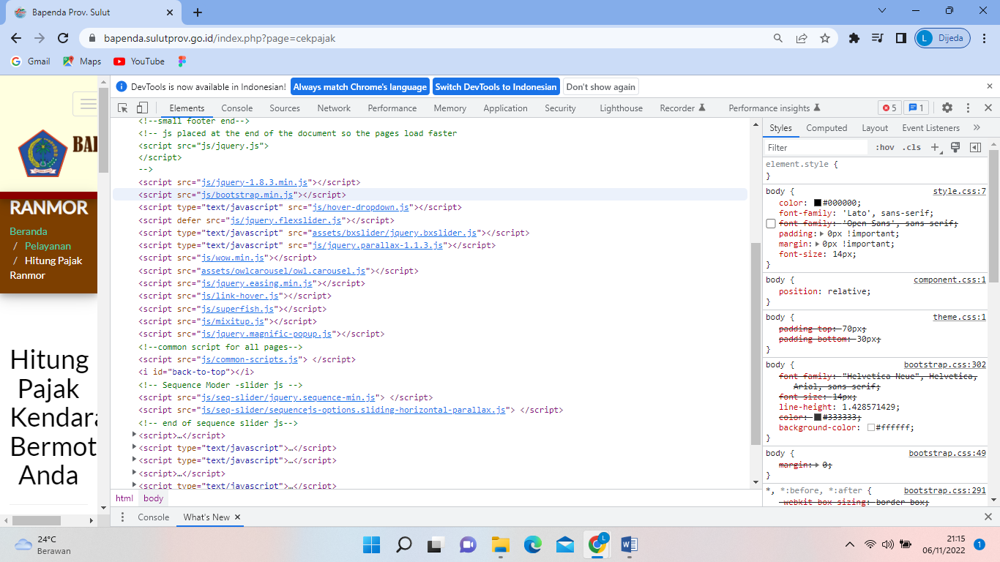 Bapenda Prov. Sulut
bapenda.sulutprov.go.id/index.php?page=cekpajak
L Dijeda
Gmail Maps YouTube
BAP
RANMOR
Beranda
/ Pelayanan
/ Hitung Pajak
Ranmor
Hitung
Pajak
Kendara
Bermot
Anda
DevTools is now available in Indonesian! Always match Chrome's language Switch DevTools to Indonesian Don't show again
Elements Console Sources Network Performance Memory Application Security Lighthouse Recorder Performance insights 5 1
<!--small footer end-->
<!-- js placed at the end of the document so the pages load faster
<script src="js/jquery.js">
</script>
-->
<script src="js/jquery-1.8.3.min.js"></script>
<script src="js/bootstrap.min.js"></script>
<script type="text/javascript" src="js/hover-dropdown.js"></script>
<script defer src="js/jquery.flexslider.js"></script>
<script type="text/javascript" src="assets/bxslider/jquery.bxslider.js"></script>
<script type="text/javascript" src="js/jquery.parallax-1.1.3.js"></script>
<script src="js/wow.min.js"></script>
<script src="assets/owlcarousel/owl.carousel.js"></script>
<script src="js/jquery.easing.min.js"></script>
<script src="js/link-hover.js"></script>
<script src="js/superfish.js"></script>
<script src="js/mixitup.js"></script>
<script src="js/jquery.magnific-popup.js"></script>
<!--common script for all pages-->
<script src="js/common-scripts.js"> </script>
<i id="back-to-top"></i>
<!-- Sequence Moder -slider js -->
<script src="js/seq-slider/jquery.sequence-min.js"> </script>
<script src="js/seq-slider/sequencejs-options.sliding-horizontal-parallax.js"> </script>
<!-- end of sequence slider js-->
<script>…</script>
<script type="text/javascript">…</script>
<script type="text/javascript">…</script>
<script>…</script>
<script type="text/javascript">…</script>
html body
Styles Computed Layout Event Listeners »
Filter :hov .cls
element.style {
}
body { style.css:7
color: #000000;
font-family: 'Lato', sans-serif;
font-family: 'Open Sans', sans-serif;
padding: 0px !important;
margin: 0px !important;
font-size: 14px;
}
body { component.css:1
position: relative;
}
body { theme.css:1
padding-top: 70px;
padding-bottom: 30px;
}
body { bootstrap.css:302
font-family: "Helvetica Neue", Helvetica,
Arial, sans-serif;
font-size: 14px;
line-height: 1.428571429;
color: #333333;
background-color: #ffffff;
}
body { bootstrap.css:49
margin: 0;
}
*, *:before, *:after { bootstrap.css:291
-webkit-box-sizing: border-box;
Console What's New
24°C
Berawan
L
21:15
06/11/2022
1